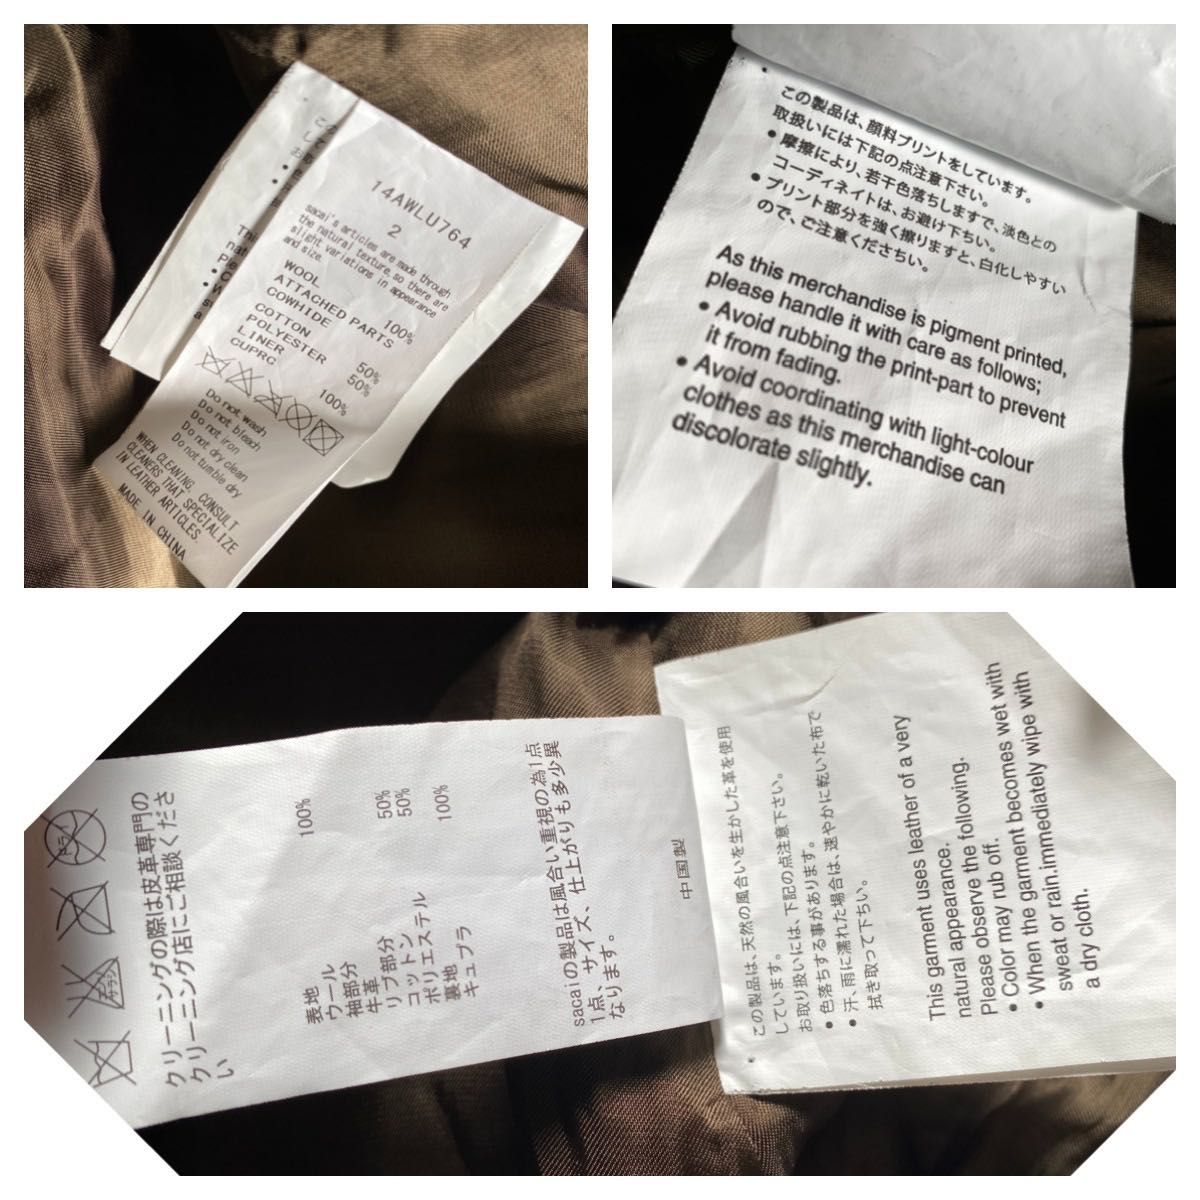 14AWLU764
2
sacai's articles are made through
the natural texture, so there are
slight variations in appearance
and size.
WOOL 100%
ATTACHED PARTS
COWHIDE
COTTON 50%
POLYESTER 50%
LINER
CUPRC 100%
Do not wash
Do not bleach
Do not iron
Do not dry clean
Do not tumble dry
WHEN CLEANING, CONSULT
CLEANERS THAT SPECIALIZE
IN LEATHER ARTICLES.
MADE IN CHINA
この製品は、顔料プリントをしています。
取扱いには下記の点注意下さい。
● 摩擦により、若干色落ちしますで、淡色との
コーディネイトは、お避け下ちい。
● プリント部分を強く擦りますと、白化しやすい
ので、ご注意くださちい。
As this merchandise is pigment printed,
please handle it with care as follows;
● Avoid rubbing the print-part to prevent
it from fading.
● Avoid coordinating with light-colour
clothes as this merchandise can
discolorate slightly.
ドライ
クリーニングの際は皮革専門の
クリーニング店にご相談くださ
い
表地
ウール 100%
袖部分
牛革
リブ部分
コットン 50%
ポリエステル 50%
裏地
キュプラ 100%
sacaiの製品は風合い重視の為1点
1点、サイズ、仕上がりも多少異
なります。
中国製
この製品は、天然の風合いを生かした革を使用
しています。
お取り扱いには、下記の点注意下さい。
● 色落ちする事があります。
● 汗、雨に濡れた場合は、速やかに乾いた布で
拭き取って下ちい。
This garment uses leather of a very
natural appearance.
Please observe the following.
● Color may rub off.
● When the garment becomes wet with
sweat or rain.immediately wipe with
a dry cloth.